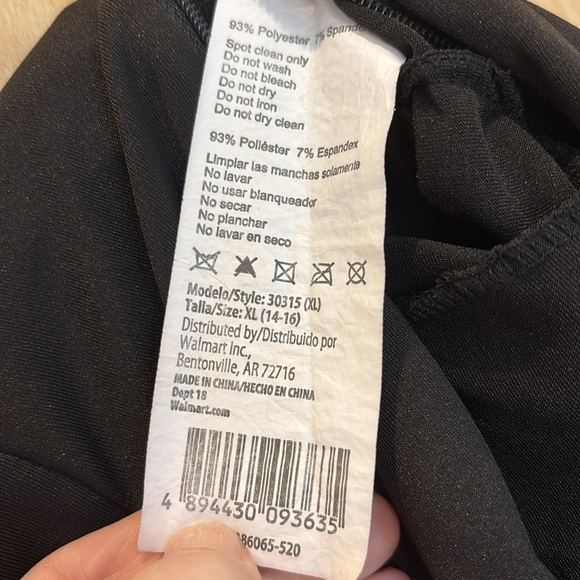 93% Polyester 7% Spande
Spot clean only
Do not wash
Do not bleach
Do not dry
Do not iron
Do not dry clean
93% Poliéster 7% Espandex
Limpiar las manchas solamente
No lavar
No usar blanqueador
No secar
No planchar
No lavar en seco
Modelo/Style: 30315 (XL)
Talla/Size: XL (14-16)
Distributed by/Distribuido por
Walmart Inc.,
Bentonville, AR 72716
MADE IN CHINA/HECHO EN CHINA
Dept 18
Walmart.com
4 894430 093635
86065-520